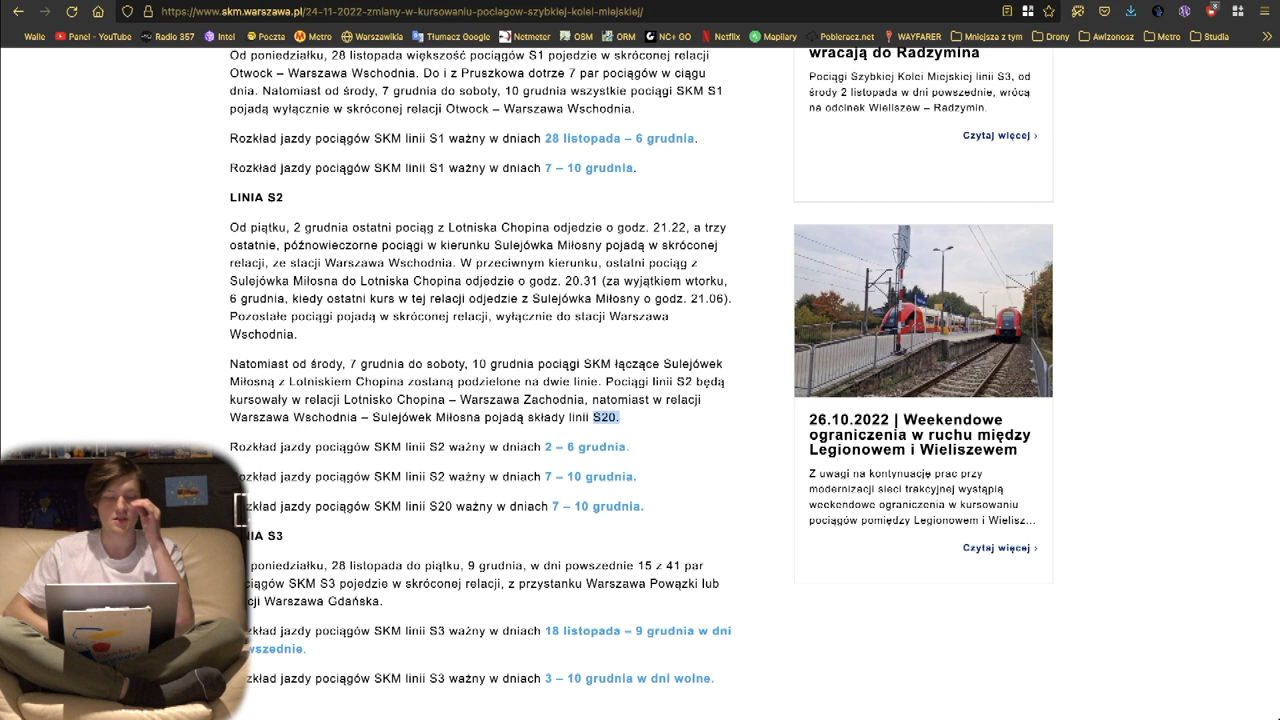 https://www.skm.warszawa.pl/24-11-2022-zmiany-w-kursowaniu-pociagow-szybkiej-kolei-miejskiej/
Walle Panel - YouTube Radio 357 Intel Poczta Metro Warszawikia Tłumacz Google Netmeter OSM ORM NC+ GO Netflix Mapilary Pobieracz.net WAYFARER Mniejsza z tym Drony Awizonosz Metro Studia
Od poniedziałku, 28 listopada większość pociągów S1 pojedzie w skróconej relacji
Otwock – Warszawa Wschodnia. Do i z Pruszkowa dotrze 7 par pociągów w ciągu
dnia. Natomiast od środy, 7 grudnia do soboty, 10 grudnia wszystkie pociągi SKM S1
pojadą wyłącznie w skróconej relacji Otwock – Warszawa Wschodnia.
Rozkład jazdy pociągów SKM linii S1 ważny w dniach 28 listopada – 6 grudnia.
Rozkład jazdy pociągów SKM linii S1 ważny w dniach 7 – 10 grudnia.
LINIA S2
Od piątku, 2 grudnia ostatni pociąg z Lotniska Chopina odjedzie o godz. 21.22, a trzy
ostatnie, późnowieczorne pociągi w kierunku Sulejówka Miłosny pojadą w skróconej
relacji, ze stacji Warszawa Wschodnia. W przeciwnym kierunku, ostatni pociąg z
Sulejówka Miłosna do Lotniska Chopina odjedzie o godz. 20.31 (za wyjątkiem wtorku,
6 grudnia, kiedy ostatni kurs w tej relacji odjedzie z Sulejówka Miłosny o godz. 21.06).
Pozostałe pociągi pojadą w skróconej relacji, wyłącznie do stacji Warszawa
Wschodnia.
Natomiast od środy, 7 grudnia do soboty, 10 grudnia pociągi SKM łączące Sulejówek
Miłosną z Lotniskiem Chopina zostaną podzielone na dwie linie. Pociągi linii S2 będą
kursowały w relacji Lotnisko Chopina – Warszawa Zachodnia, natomiast w relacji
Warszawa Wschodnia – Sulejówek Miłosna pojadą składy linii S20.
Rozkład jazdy pociągów SKM linii S2 ważny w dniach 2 – 6 grudnia.
ozkład jazdy pociągów SKM linii S2 ważny w dniach 7 – 10 grudnia.
zkład jazdy pociągów SKM linii S20 ważny w dniach 7 – 10 grudnia.
NIA S3
poniedziałku, 28 listopada do piątku, 9 grudnia, w dni powszednie 15 z 41 par
ciągów SKM S3 pojedzie w skróconej relacji, z przystanku Warszawa Powązki lub
cji Warszawa Gdańska.
zkład jazdy pociągów SKM linii S3 ważny w dniach 18 listopada – 9 grudnia w dni
wszednie.
zkład jazdy pociągów SKM linii S3 ważny w dniach 3 – 10 grudnia w dni wolne.
wracają do Radzymina
Pociągi Szybkiej Kolei Miejskiej linii S3, od
środy 2 listopada w dni powszednie, wrócą
na odcinek Wieliszew – Radzymin.
Czytaj więcej ›
26.10.2022 | Weekendowe
ograniczenia w ruchu między
Legionowem i Wieliszewem
Z uwagi na kontynuację prac przy
modernizacji sieci trakcyjnej wystąpią
weekendowe ograniczenia w kursowaniu
pociągów pomiędzy Legionowem i Wielisz...
Czytaj więcej ›